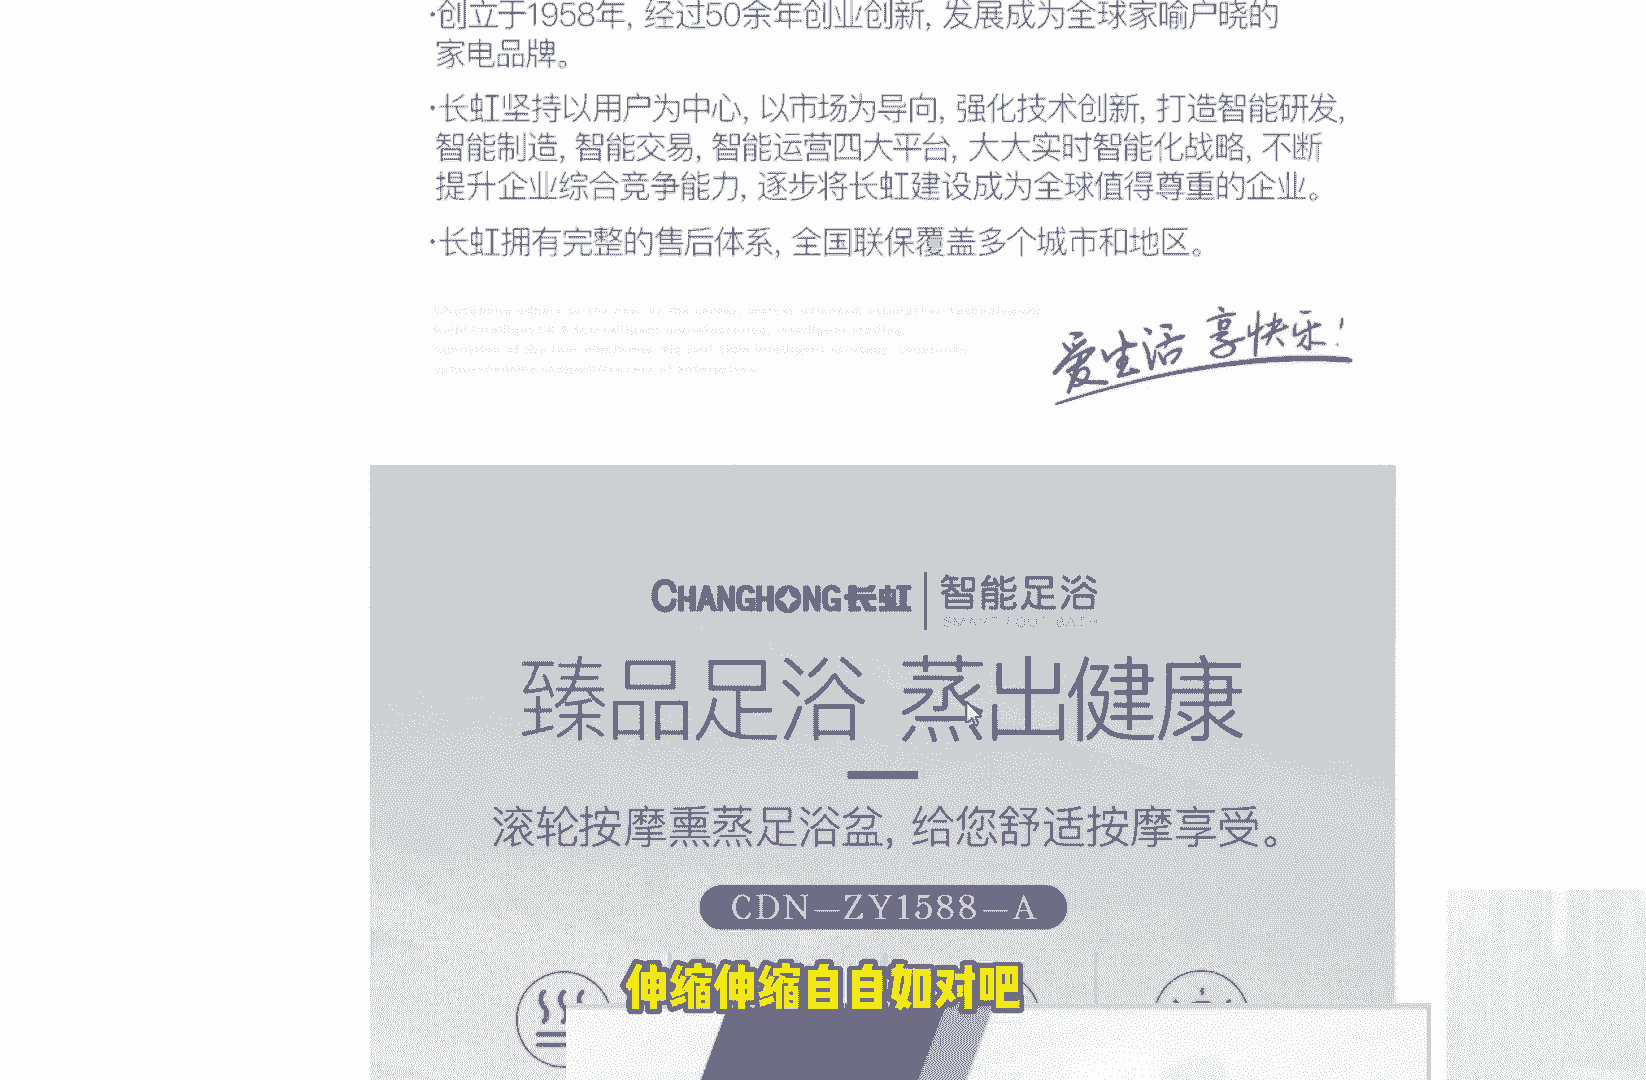 ·创立于1958年, 经过50余年创业创新, 发展成为全球家喻户晓的
家电品牌。
·长虹坚持以用户为中心, 以市场为导向, 强化技术创新, 打造智能研发,
智能制造, 智能交易, 智能运营四大平台, 大大实时智能化战略, 不断
提升企业综合竞争能力, 逐步将长虹建设成为全球值得尊重的企业。
·长虹拥有完整的售后体系, 全国联保覆盖多个城市和地区。
爱生活 享快乐!
CHANGHONG长虹 智能足浴
SMART FOOT BATH
臻品足浴 蒸出健康
滚轮按摩熏蒸足浴盆, 给您舒适按摩享受。
CDN—ZY1588—A
伸缩伸缩自自如对吧